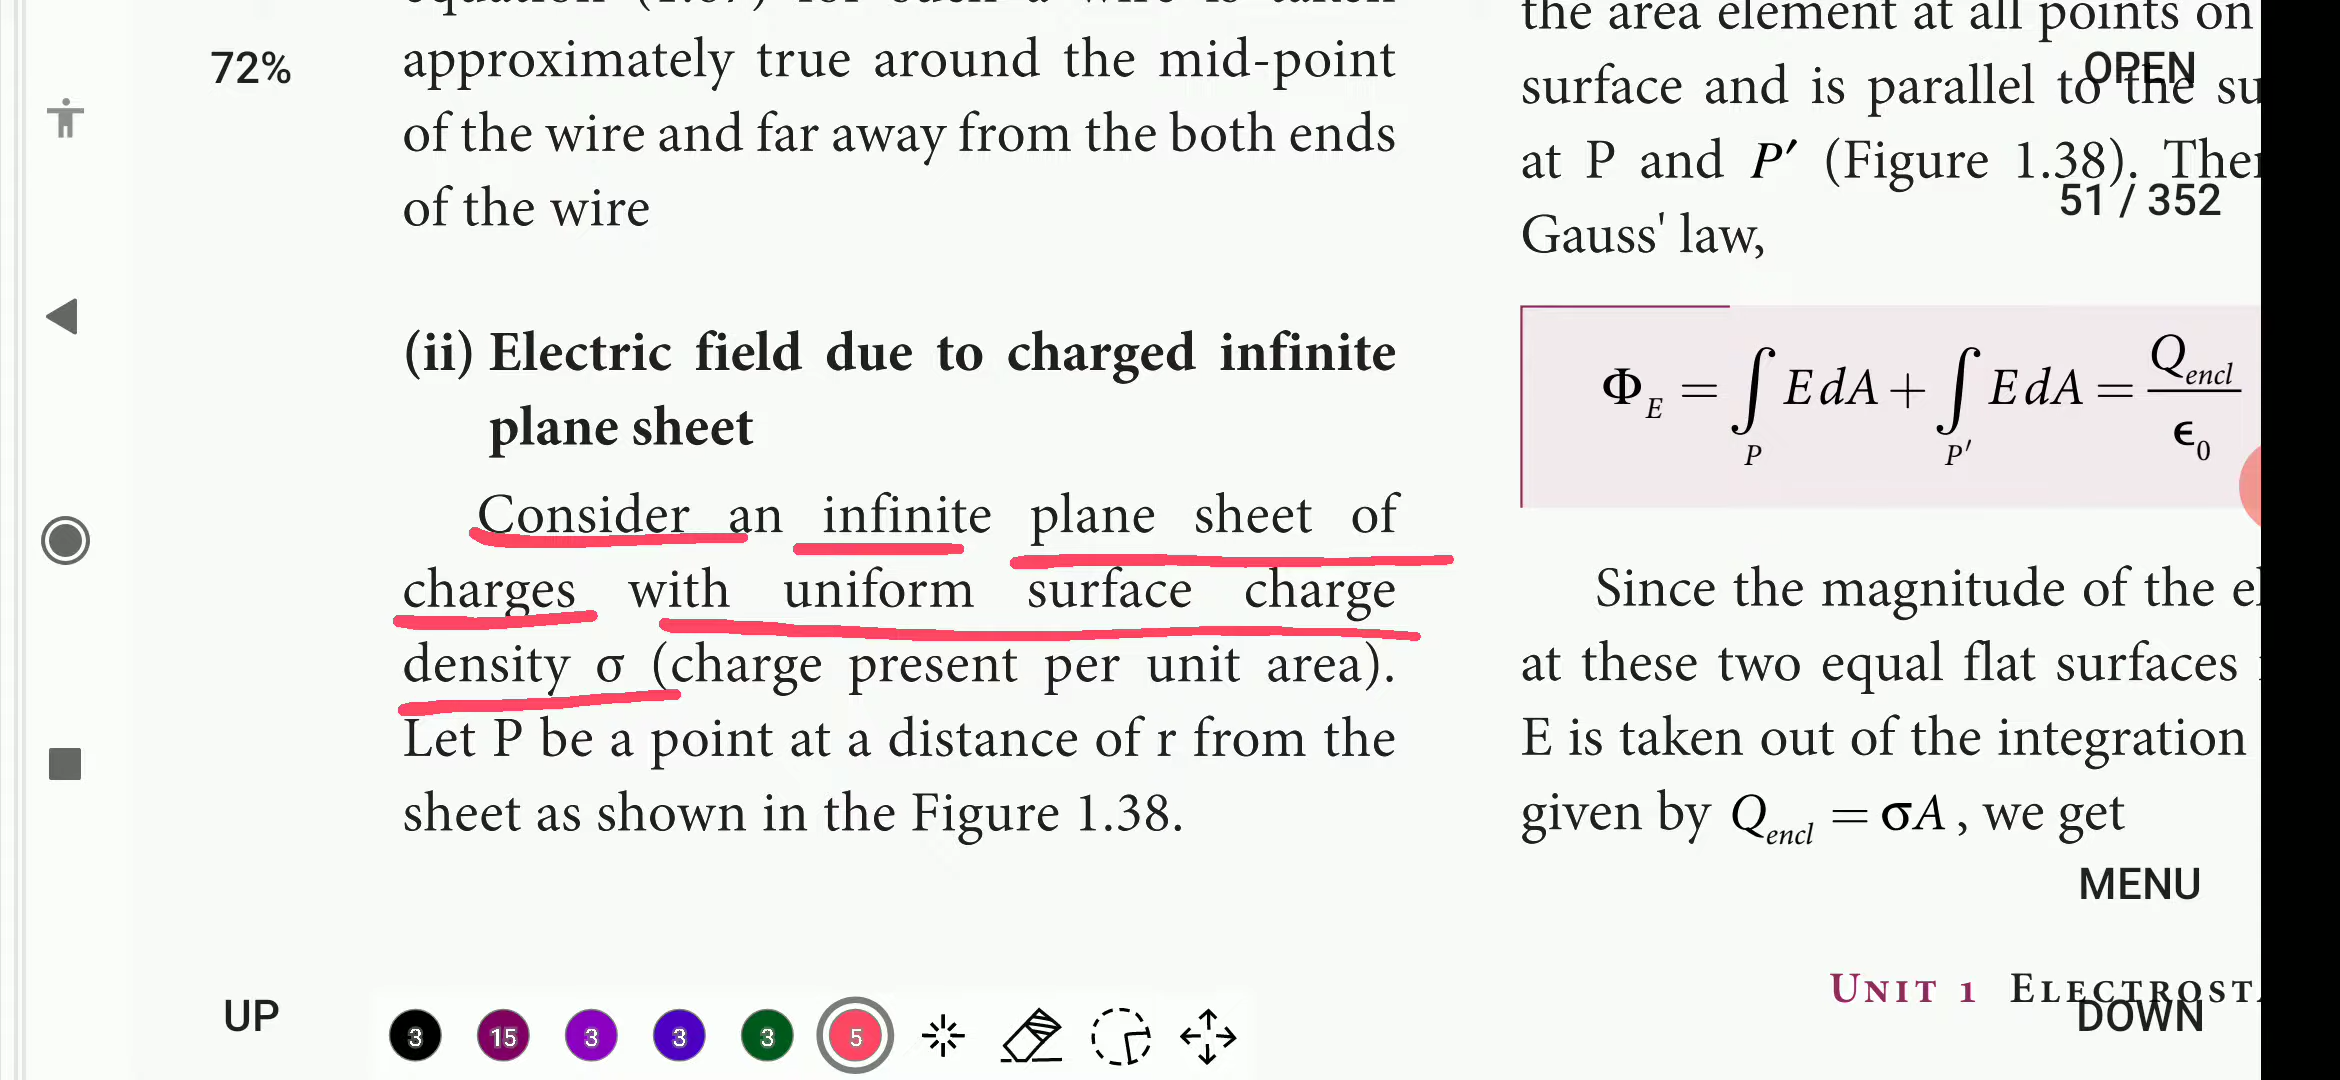 72%
approximately true around the mid-point
of the wire and far away from the both ends
of the wire
(ii) Electric field due to charged infinite
plane sheet
Consider an infinite plane sheet of
charges with uniform surface charge
density σ (charge present per unit area).
Let P be a point at a distance of r from the
sheet as shown in the Figure 1.38.
the area element at all points on
OPEN
surface and is parallel to the su
at P and P′ (Figure 1.38). Ther
51 / 352
Gauss' law,
Φ_E = ∫_P E dA + ∫_P′ E dA = Q_encl / ϵ_0
Since the magnitude of the el
at these two equal flat surfaces
E is taken out of the integration
given by Q_encl = σA , we get
MENU
UNIT 1 ELECTROSTA
UP
DOWN
3 15 3 3 3 5